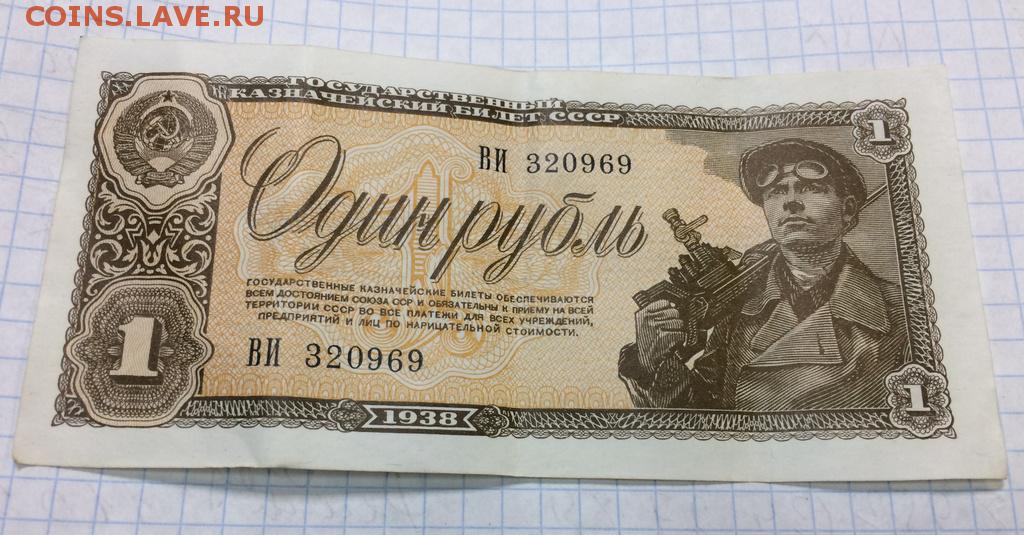 COINS.LAVE.RU
ГОСУДАРСТВЕННЫЙ
КАЗНАЧЕЙСКИЙ БИЛЕТ СССР
1
ВИ 320969
Один рубль
ГОСУДАРСТВЕННЫЕ КАЗНАЧЕЙСКИЕ БИЛЕТЫ ОБЕСПЕЧИВАЮТСЯ
ВСЕМ ДОСТОЯНИЕМ СОЮЗА ССР И ОБЯЗАТЕЛЬНЫ К ПРИЕМУ НА ВСЕЙ
ТЕРРИТОРИИ СССР ВО ВСЕ ПЛАТЕЖИ ДЛЯ ВСЕХ УЧРЕЖДЕНИЙ,
ПРЕДПРИЯТИЙ И ЛИЦ ПО НАРИЦАТЕЛЬНОЙ СТОИМОСТИ.
1
ВИ 320969
1
1938